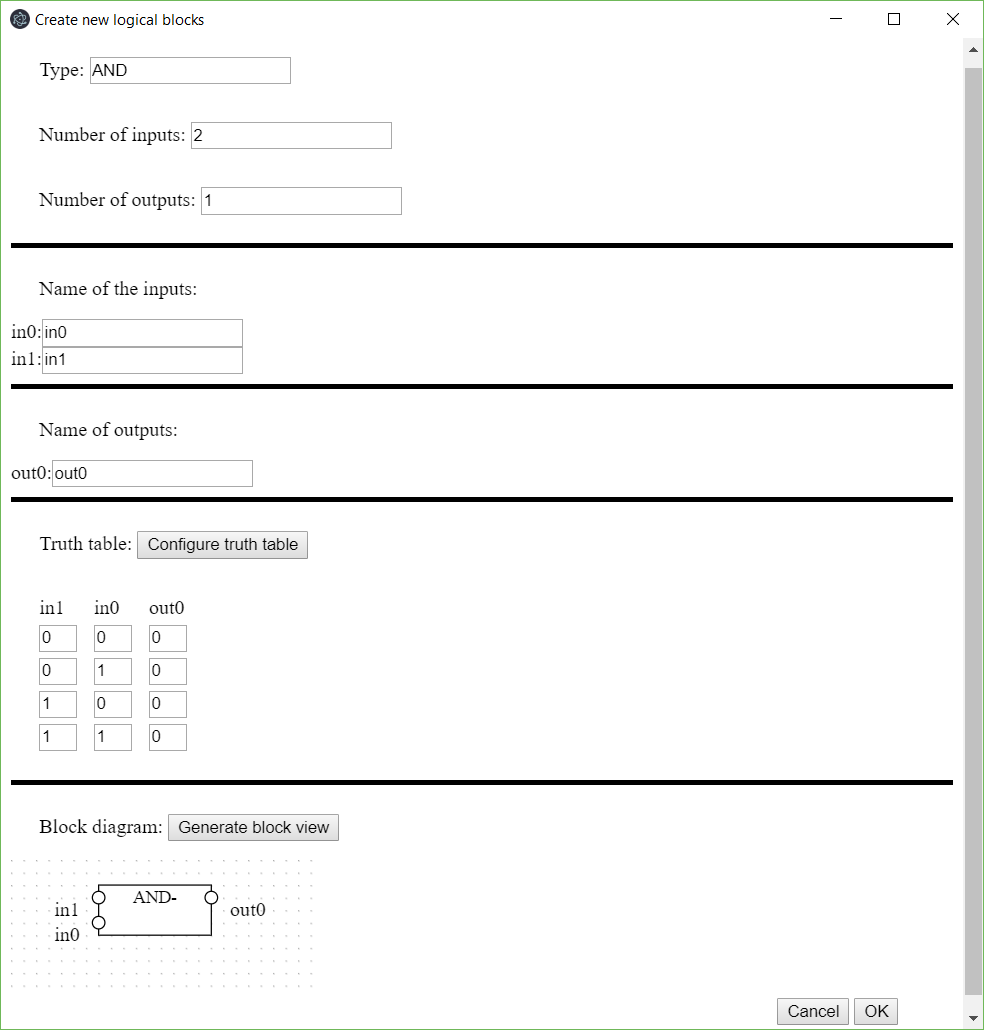 Create new logical blocks
Type: AND
Number of inputs: 2
Number of outputs: 1
Name of the inputs:
in0: in0
in1: in1
Name of outputs:
out0: out0
Truth table: Configure truth table
in1 in0 out0
0 0 0
0 1 0
1 0 0
1 1 0
Block diagram: Generate block view
AND-
in1 out0
in0
Cancel OK